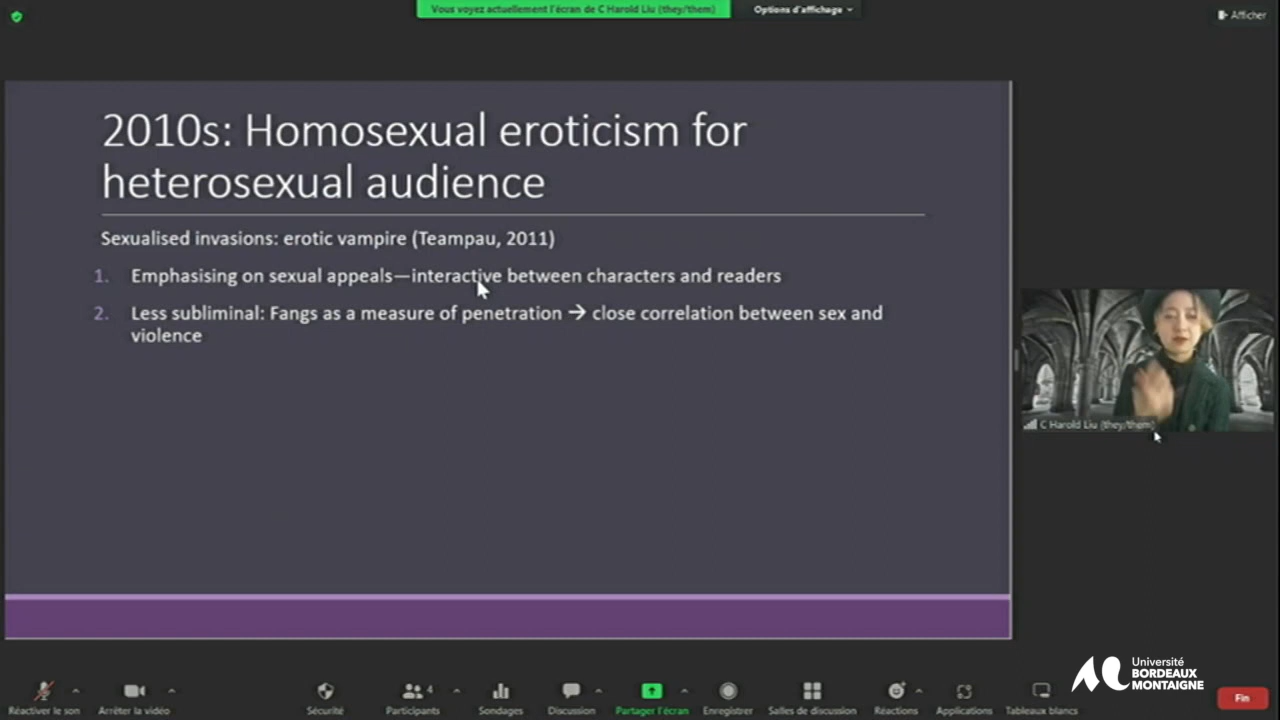 Vous voyez actuellement l'écran de C Harold Liu (they/them)
Options d'affichage
Afficher
2010s: Homosexual eroticism for
heterosexual audience
Sexualised invasions: erotic vampire (Teampau, 2011)
1. Emphasising on sexual appeals—interactive between characters and readers
2. Less subliminal: Fangs as a measure of penetration → close correlation between sex and
violence
C Harold Liu (they/them)
Université
BORDEAUX
MONTAIGNE
Réactiver le son
Arrêter la vidéo
Sécurité
4
Participants
Sondages
Discussion
Partager l'écran
Enregistrer
Salles de discussion
Réactions
Applications
Tableaux blancs
Fin